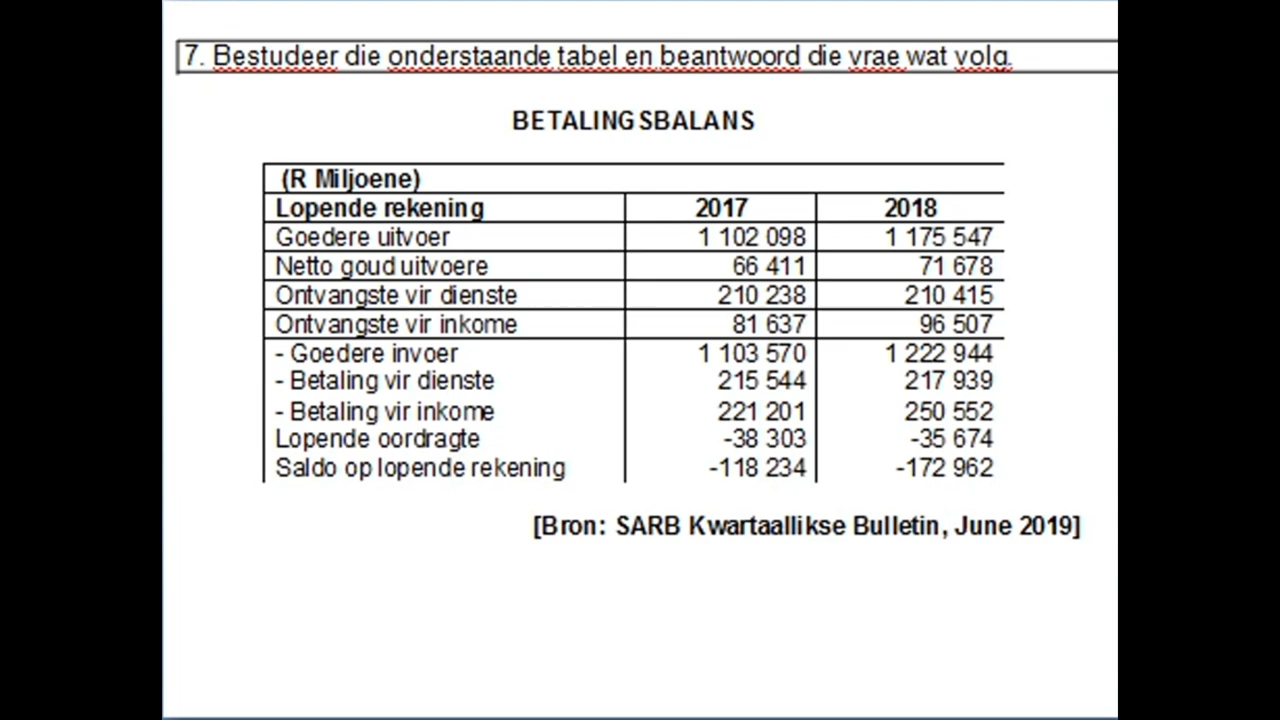 7. Bestudeer die onderstaande tabel en beantwoord die vrae wat volg.
BETALINGSBALANS
(R Miljoene)
Lopende rekening 2017 2018
Goedere uitvoer 1 102 098 1 175 547
Netto goud uitvoere 66 411 71 678
Ontvangste vir dienste 210 238 210 415
Ontvangste vir inkome 81 637 96 507
- Goedere invoer 1 103 570 1 222 944
- Betaling vir dienste 215 544 217 939
- Betaling vir inkome 221 201 250 552
Lopende oordragte -38 303 -35 674
Saldo op lopende rekening -118 234 -172 962
[Bron: SARB Kwartaallikse Bulletin, June 2019]